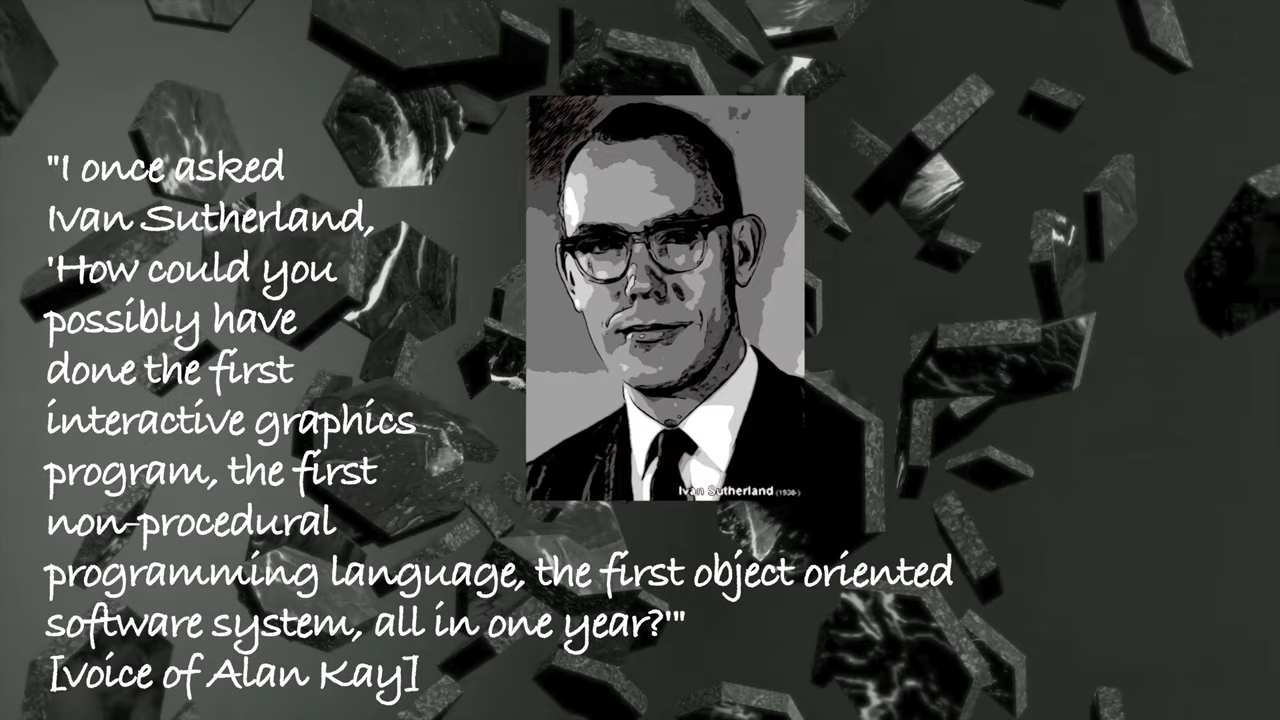 "I once asked
Ivan Sutherland,
'How could you
possibly have
done the first
interactive graphics
program, the first
non-procedural
programming language, the first object oriented
software system, all in one year?'"
[voice of Alan Kay]
Ivan Sutherland (1938-)